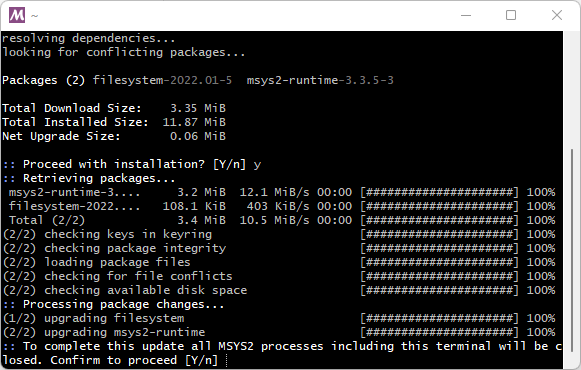 ~
resolving dependencies...
looking for conflicting packages...
Packages (2) filesystem-2022.01-5  msys2-runtime-3.3.5-3
Total Download Size:    3.35 MiB
Total Installed Size:  11.87 MiB
Net Upgrade Size:       0.06 MiB
:: Proceed with installation? [Y/n] y
:: Retrieving packages...
msys2-runtime-3....     3.2 MiB  12.1 MiB/s 00:00 [#####################] 100%
filesystem-2022....   108.1 KiB   403 KiB/s 00:00 [#####################] 100%
Total (2/2)             3.4 MiB  10.5 MiB/s 00:00 [#####################] 100%
(2/2) checking keys in keyring                     [#####################] 100%
(2/2) checking package integrity                   [#####################] 100%
(2/2) loading package files                        [#####################] 100%
(2/2) checking for file conflicts                  [#####################] 100%
(2/2) checking available disk space                [#####################] 100%
:: Processing package changes...
(1/2) upgrading filesystem                         [#####################] 100%
(2/2) upgrading msys2-runtime                      [#####################] 100%
:: To complete this update all MSYS2 processes including this terminal will be c
losed. Confirm to proceed [Y/n]